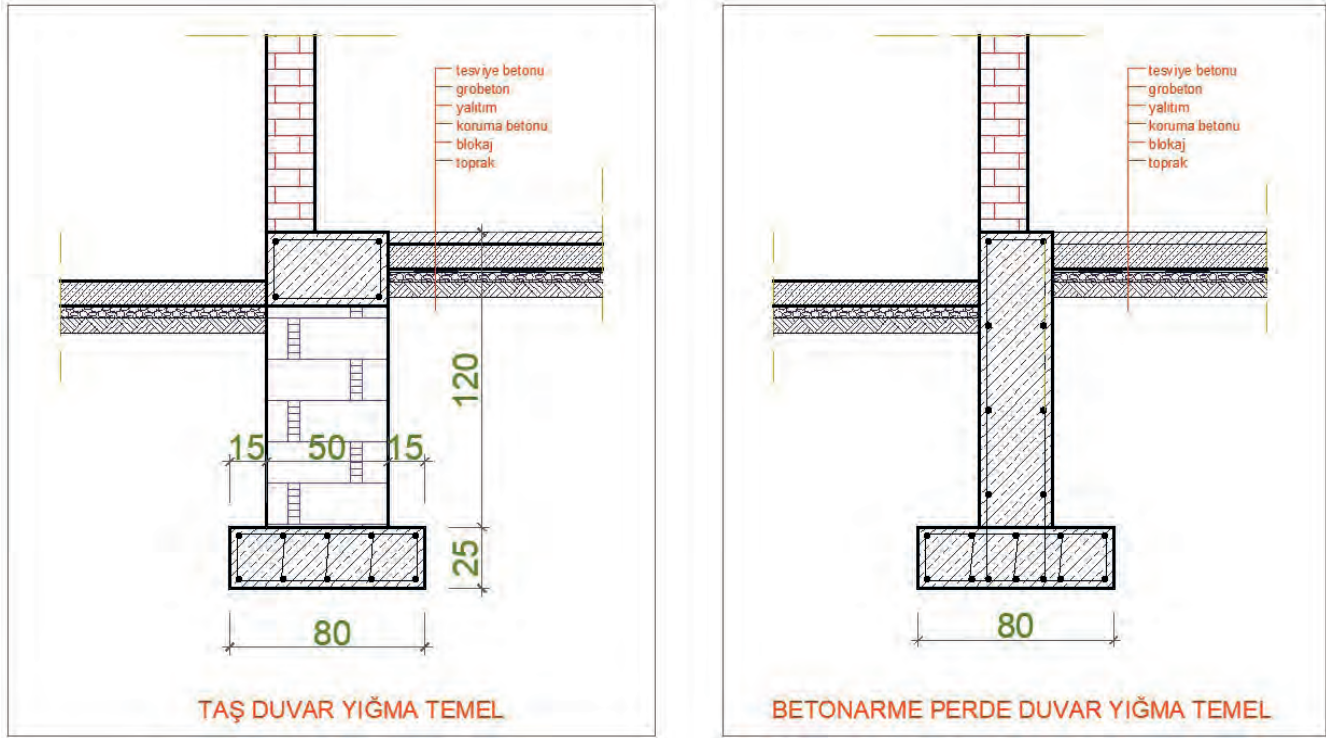 tesviye betonu
grobeton
yalıtım
koruma betonu
blokaj
toprak
120
15 50 15
25
80
TAŞ DUVAR YIĞMA TEMEL
tesviye betonu
grobeton
yalıtım
koruma betonu
blokaj
toprak
80
BETONARME PERDE DUVAR YIĞMA TEMEL